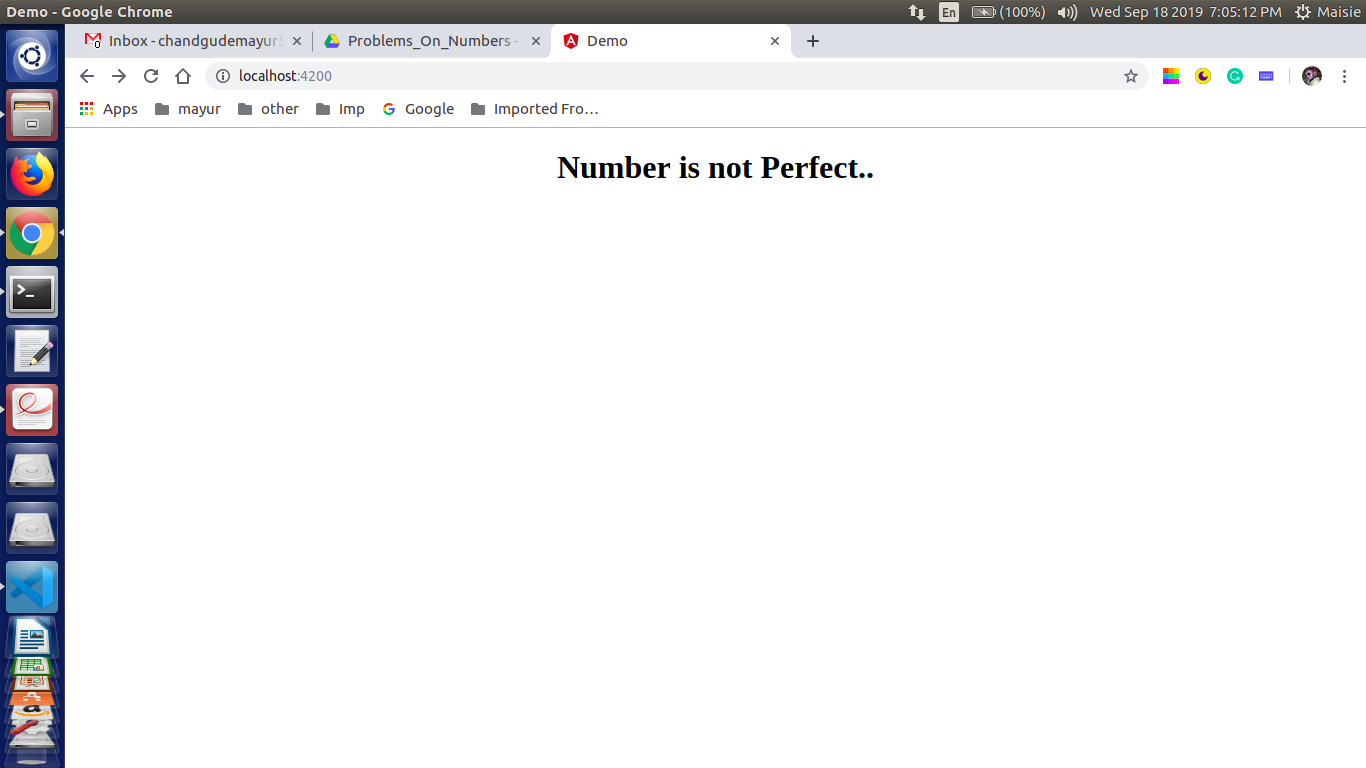 Demo - Google Chrome
En
(100%)
Wed Sep 18 2019 7:05:12 PM
Maisie
Inbox - chandgudemayur
Problems_On_Numbers -
Demo
localhost:4200
Apps
mayur
other
Imp
Google
Imported Fro…
Number is not Perfect..